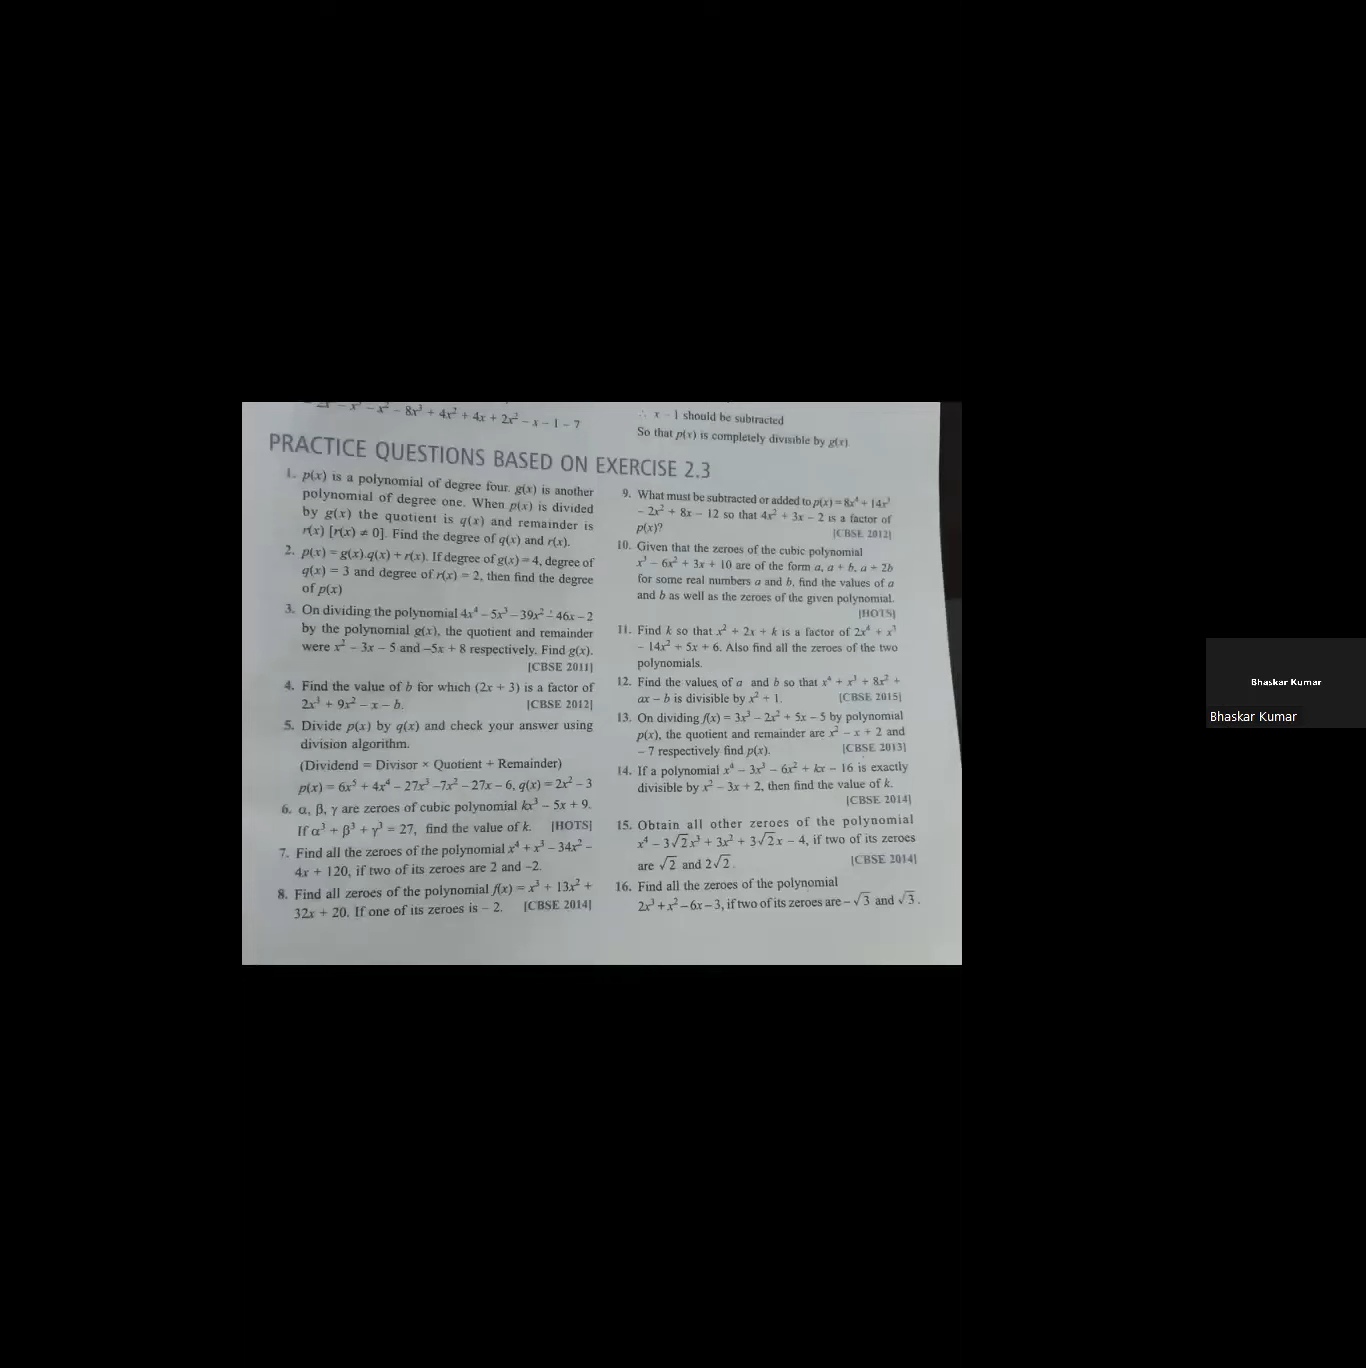 2x – x³ – x² – 8x³ + 4x² + 4x + 2x² – x – 1 – 7
∴ x – 1 should be subtracted
So that p(x) is completely divisible by g(x)
PRACTICE QUESTIONS BASED ON EXERCISE 2.3
1. p(x) is a polynomial of degree four. g(x) is another
polynomial of degree one. When p(x) is divided
by g(x) the quotient is q(x) and remainder is
r(x) [r(x) ≠ 0]. Find the degree of q(x) and r(x).
2. p(x) = g(x).q(x) + r(x). If degree of g(x) = 4, degree of
q(x) = 3 and degree of r(x) = 2, then find the degree
of p(x)
3. On dividing the polynomial 4x⁴ – 5x³ – 39x² – 46x – 2
by the polynomial g(x), the quotient and remainder
were x² – 3x – 5 and –5x + 8 respectively. Find g(x).
[CBSE 2011]
4. Find the value of b for which (2x + 3) is a factor of
2x³ + 9x² – x – b. [CBSE 2012]
5. Divide p(x) by q(x) and check your answer using
division algorithm.
(Dividend = Divisor × Quotient + Remainder)
p(x) = 6x⁵ + 4x⁴ – 27x³ –7x² – 27x – 6, q(x) = 2x² – 3
6. α, β, γ are zeroes of cubic polynomial kx³ – 5x + 9.
If α³ + β³ + γ³ = 27, find the value of k. [HOTS]
7. Find all the zeroes of the polynomial x⁴ + x³ – 34x² –
4x + 120, if two of its zeroes are 2 and –2.
8. Find all zeroes of the polynomial f(x) = x³ + 13x² +
32x + 20. If one of its zeroes is – 2. [CBSE 2014]
9. What must be subtracted or added to p(x) = 8x⁴ + 14x³
– 2x² + 8x – 12 so that 4x² + 3x – 2 is a factor of
p(x)? [CBSE 2012]
10. Given that the zeroes of the cubic polynomial
x³ – 6x² + 3x + 10 are of the form a, a + b, a + 2b
for some real numbers a and b, find the values of a
and b as well as the zeroes of the given polynomial.
[HOTS]
11. Find k so that x² + 2x + k is a factor of 2x⁴ + x³
– 14x² + 5x + 6. Also find all the zeroes of the two
polynomials.
12. Find the values of a and b so that x⁴ + x³ + 8x² +
ax – b is divisible by x² + 1. [CBSE 2015]
13. On dividing f(x) = 3x³ – 2x² + 5x – 5 by polynomial
p(x), the quotient and remainder are x² – x + 2 and
– 7 respectively find p(x). [CBSE 2013]
14. If a polynomial x⁴ – 3x³ – 6x² + kx – 16 is exactly
divisible by x² – 3x + 2, then find the value of k.
[CBSE 2014]
15. Obtain all other zeroes of the polynomial
x⁴ – 3√2x³ + 3x² + 3√2x – 4, if two of its zeroes
are √2 and 2√2. [CBSE 2014]
16. Find all the zeroes of the polynomial
2x³ + x² – 6x – 3, if two of its zeroes are – √3 and √3.
Bhaskar Kumar
Bhaskar Kumar